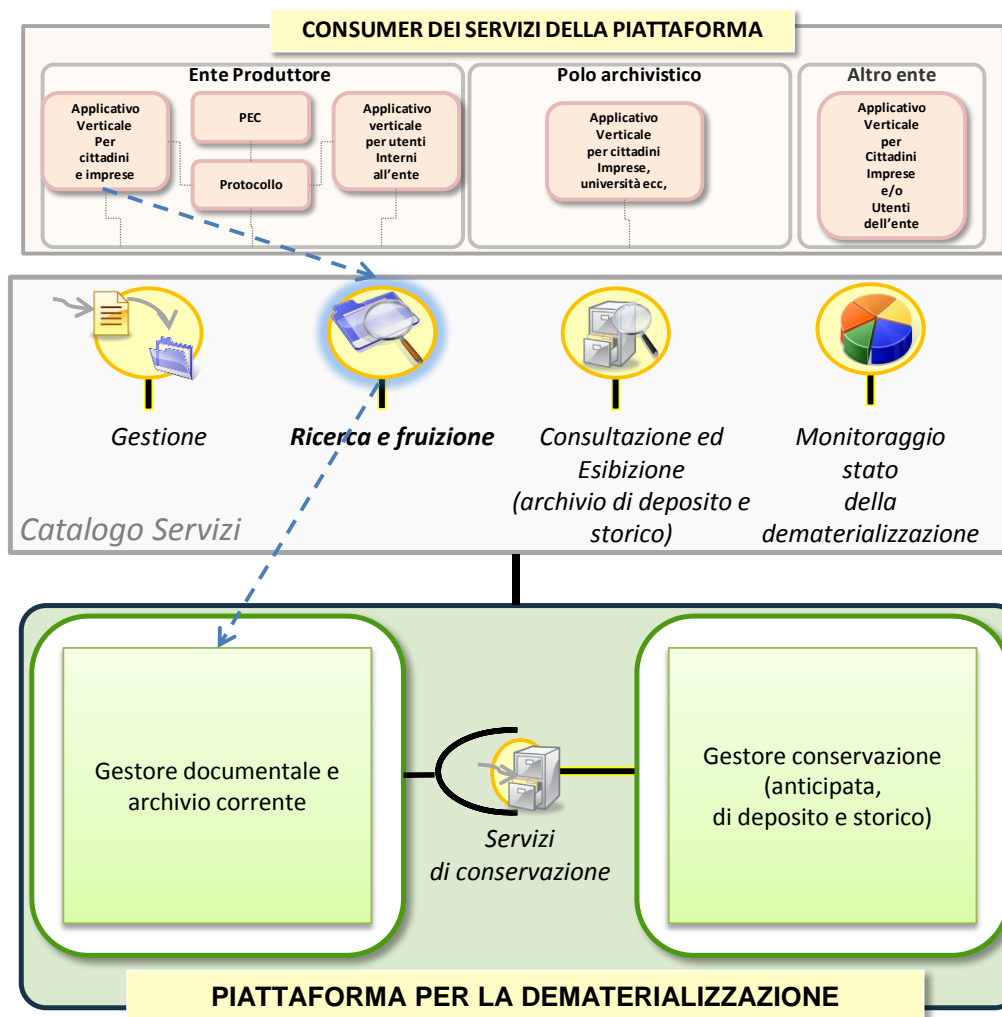 CONSUMER DEI SERVIZI DELLA PIATTAFORMA
Ente Produttore
Applicativo
Verticale
Per
cittadini
e imprese
PEC
Protocollo
Applicativo
verticale
per utenti
Interni
all'ente
Polo archivistico
Applicativo
Verticale
per cittadini
Imprese,
università ecc,
Altro ente
Applicativo
Verticale
per
Cittadini
Imprese
e/o
Utenti
dell'ente
Gestione
Ricerca e fruizione
Consultazione ed
Esibizione
(archivio di deposito e
storico)
Monitoraggio
stato
della
dematerializzazione
Catalogo Servizi
Gestore documentale e
archivio corrente
Servizi
di conservazione
Gestore conservazione
(anticipata,
di deposito e storico)
PIATTAFORMA PER LA DEMATERIALIZZAZIONE